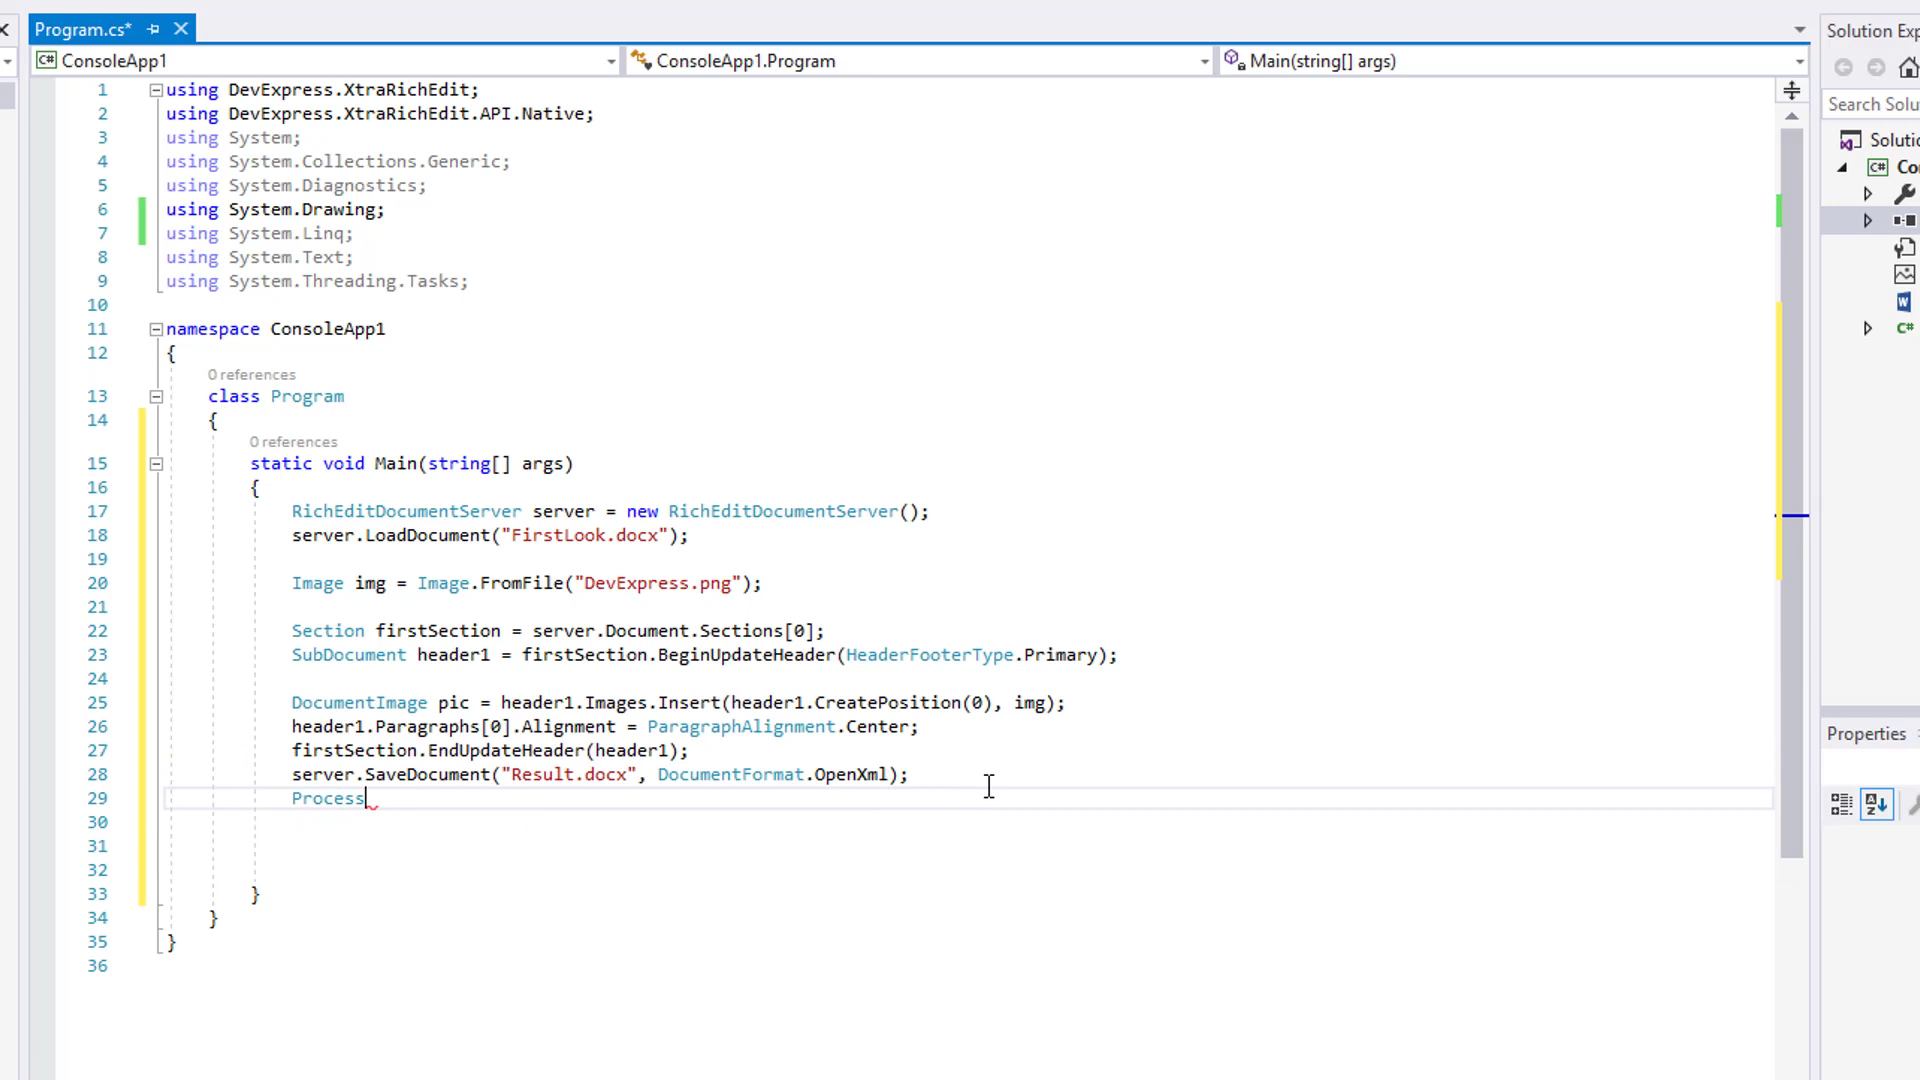 Program.cs*
Solution Exp
ConsoleApp1
ConsoleApp1.Program
Main(string[] args)
Search Solu
Solutio
Co
1 using DevExpress.XtraRichEdit;
2 using DevExpress.XtraRichEdit.API.Native;
3 using System;
4 using System.Collections.Generic;
5 using System.Diagnostics;
6 using System.Drawing;
7 using System.Linq;
8 using System.Text;
9 using System.Threading.Tasks;
10
11 namespace ConsoleApp1
12 {
0 references
13 class Program
14 {
0 references
15 static void Main(string[] args)
16 {
17 RichEditDocumentServer server = new RichEditDocumentServer();
18 server.LoadDocument("FirstLook.docx");
19
20 Image img = Image.FromFile("DevExpress.png");
21
22 Section firstSection = server.Document.Sections[0];
23 SubDocument header1 = firstSection.BeginUpdateHeader(HeaderFooterType.Primary);
24
25 DocumentImage pic = header1.Images.Insert(header1.CreatePosition(0), img);
26 header1.Paragraphs[0].Alignment = ParagraphAlignment.Center;
27 firstSection.EndUpdateHeader(header1);
28 server.SaveDocument("Result.docx", DocumentFormat.OpenXml);
29 Process
30
31
32
33 }
34 }
35 }
36
Properties